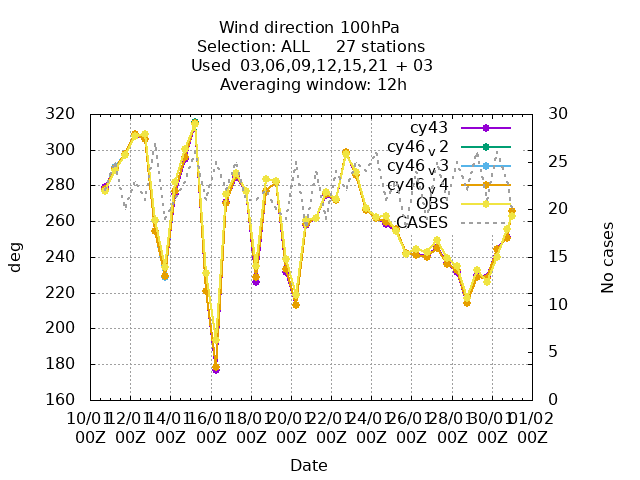 Wind direction 100hPa
Selection: ALL 27 stations
Used 03,06,09,12,15,21 + 03
Averaging window: 12h
320
300
280
260
240
220
200
180
160
deg
30
25
20
15
10
5
0
No cases
cy43
cy46_v_2
cy46_v_3
cy46_v_4
OBS
CASES
10/01 12/01 14/01 16/01 18/01 20/01 22/01 24/01 26/01 28/01 30/01 01/02
00Z 00Z 00Z 00Z 00Z 00Z 00Z 00Z 00Z 00Z 00Z 00Z
Date